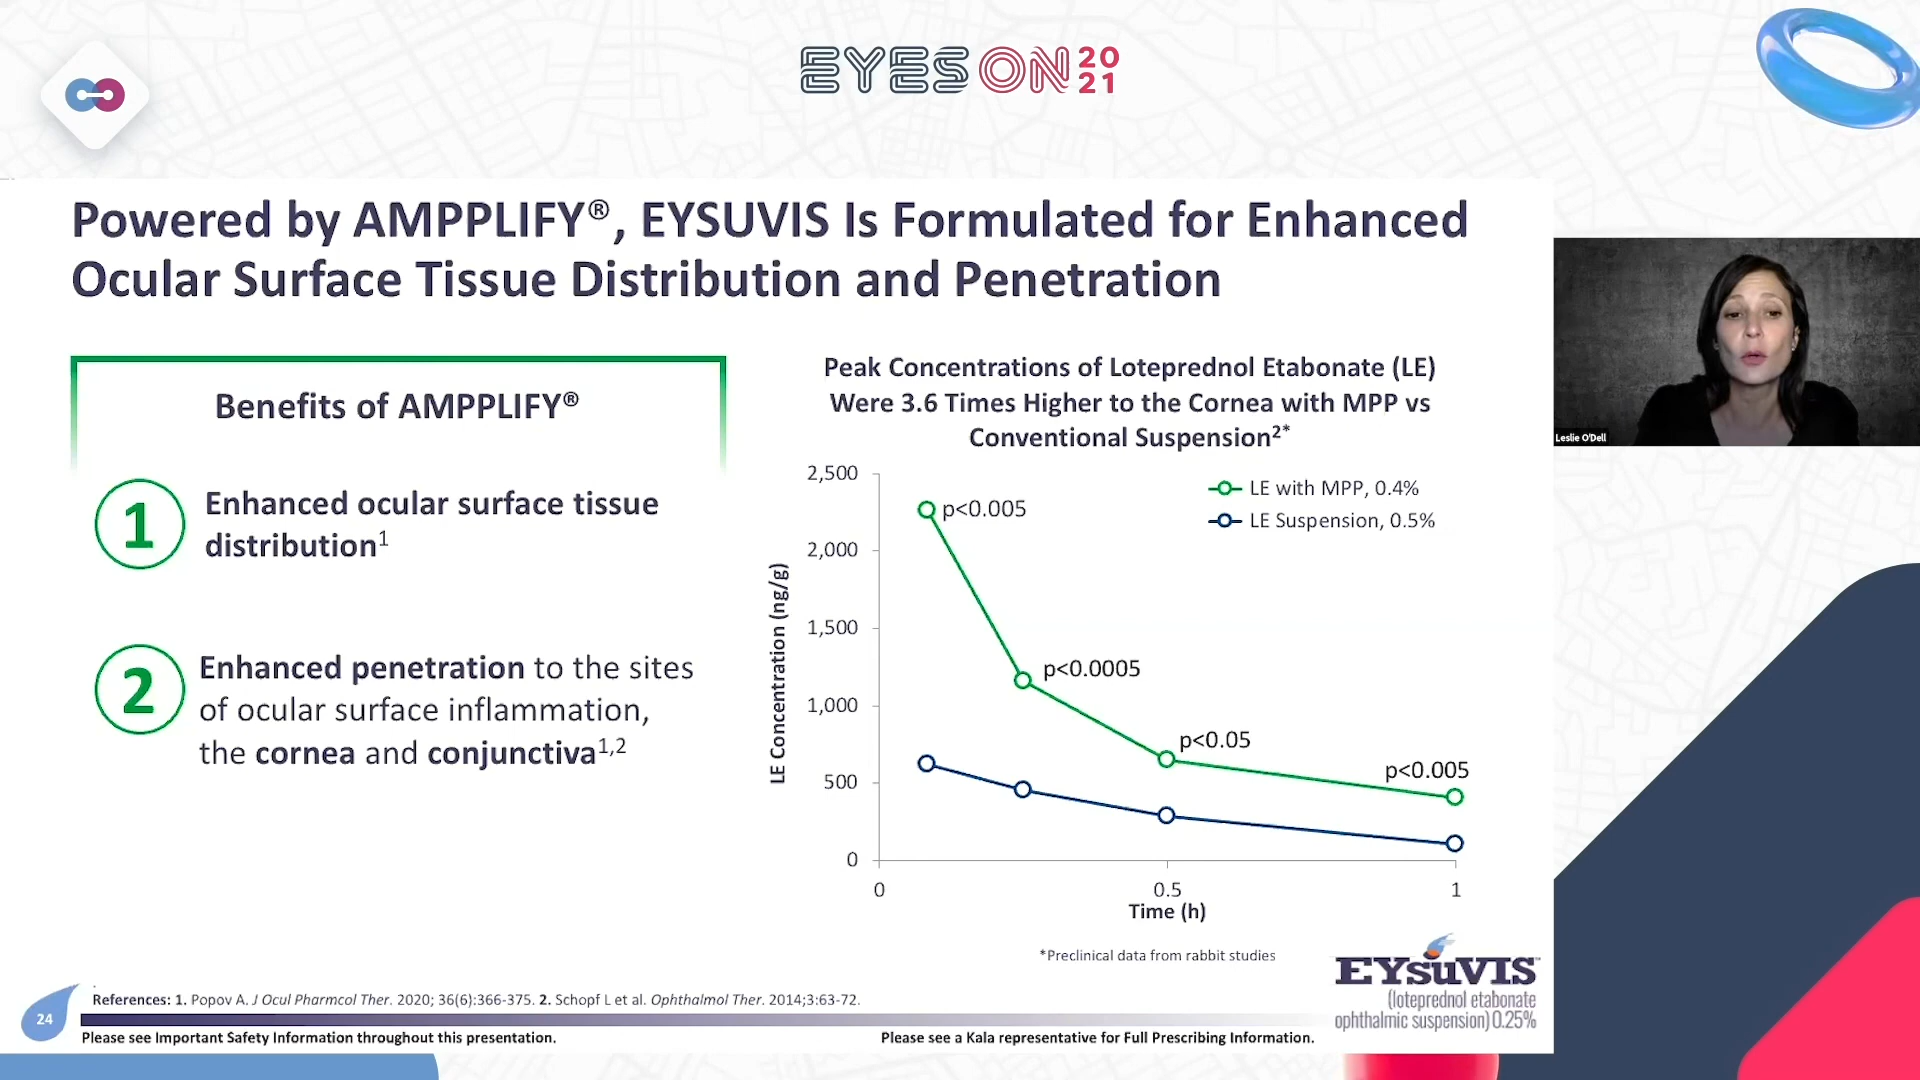 EYES ON 20
21
Powered by AMPPLIFY®, EYSUVIS Is Formulated for Enhanced
Ocular Surface Tissue Distribution and Penetration
Leslie O'Dell
Benefits of AMPPLIFY®
1
Enhanced ocular surface tissue
distribution1
2
Enhanced penetration to the sites
of ocular surface inflammation,
the cornea and conjunctiva1,2
Peak Concentrations of Loteprednol Etabonate (LE)
Were 3.6 Times Higher to the Cornea with MPP vs
Conventional Suspension2*
LE with MPP, 0.4%
LE Suspension, 0.5%
LE Concentration (ng/g)
2,500
2,000
1,500
1,000
500
0
p<0.005
p<0.0005
p<0.05
p<0.005
0
0.5
1
Time (h)
*Preclinical data from rabbit studies
EYSUVIS™
(loteprednol etabonate
ophthalmic suspension) 0.25%
References: 1. Popov A. J Ocul Pharmcol Ther. 2020; 36(6):366-375. 2. Schopf L et al. Ophthalmol Ther. 2014;3:63-72.
24
Please see Important Safety Information throughout this presentation.
Please see a Kala representative for Full Prescribing Information.